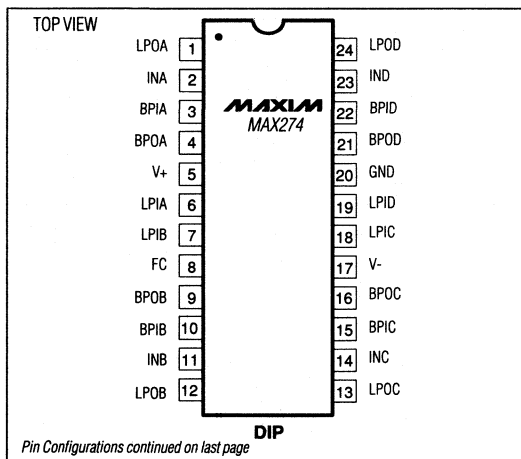 TOP VIEW
LPOA 1 24 LPOD
INA 2 23 IND
BPIA 3 22 BPID
MAXIM
MAX274
BPOA 4 21 BPOD
V+ 5 20 GND
LPIA 6 19 LPID
LPIB 7 18 LPIC
FC 8 17 V-
BPOB 9 16 BPOC
BPIB 10 15 BPIC
INB 11 14 INC
LPOB 12 13 LPOC
DIP
Pin Configurations continued on last page